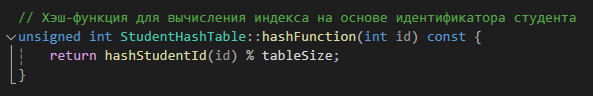 // Хэш-функция для вычисления индекса на основе идентификатора студента
unsigned int StudentHashTable::hashFunction(int id) const {
    return hashStudentId(id) % tableSize;
}